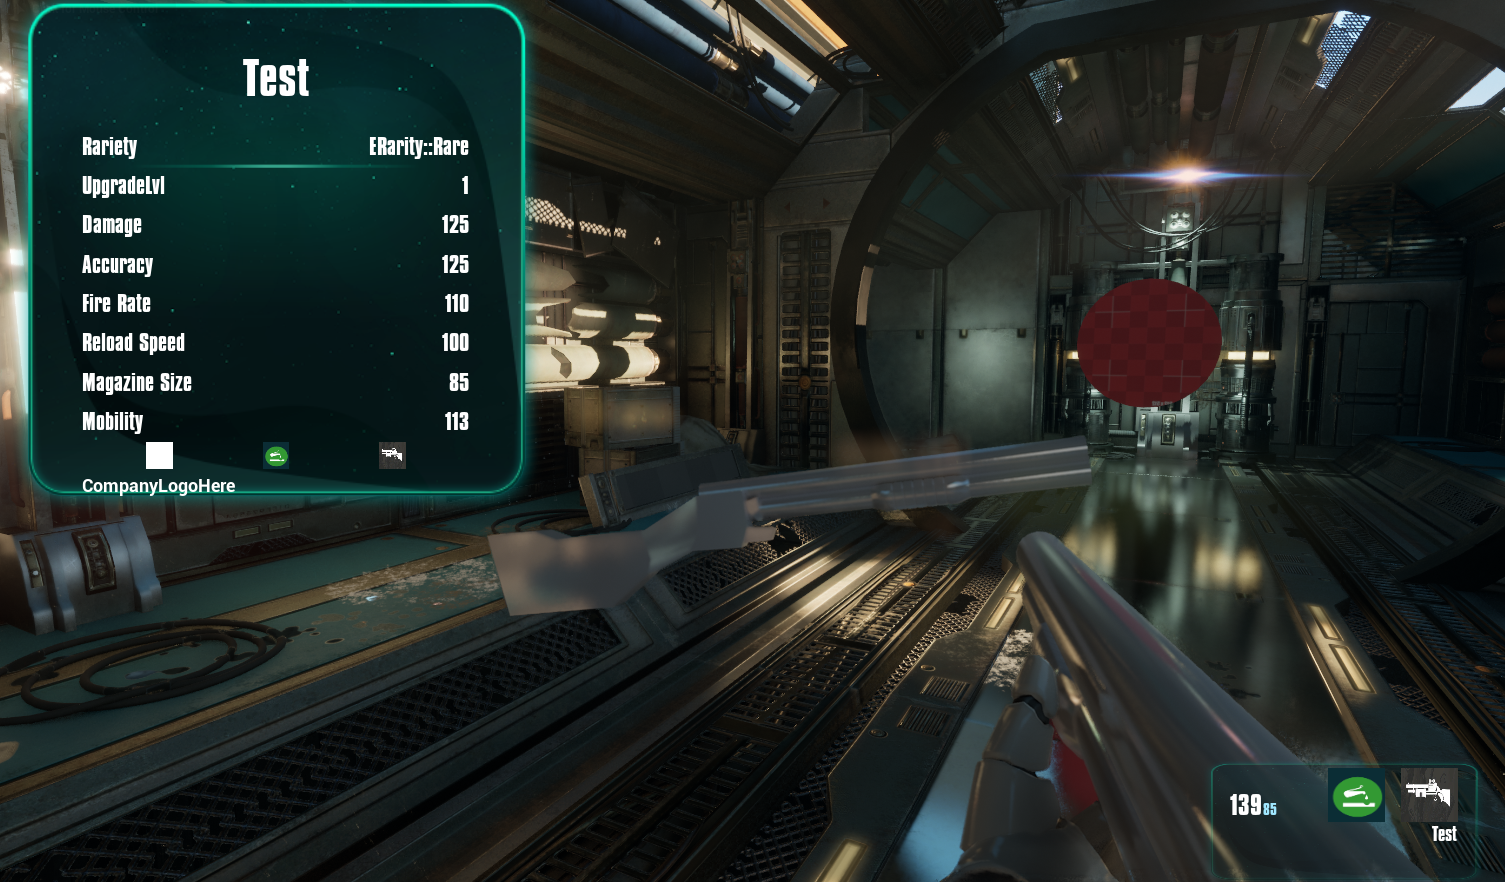 Test
Rariety ERarity::Rare
UpgradeLvl 1
Damage 125
Accuracy 125
Fire Rate 110
Reload Speed 100
Magazine Size 85
Mobility 113
CompanyLogoHere
139 85
Test